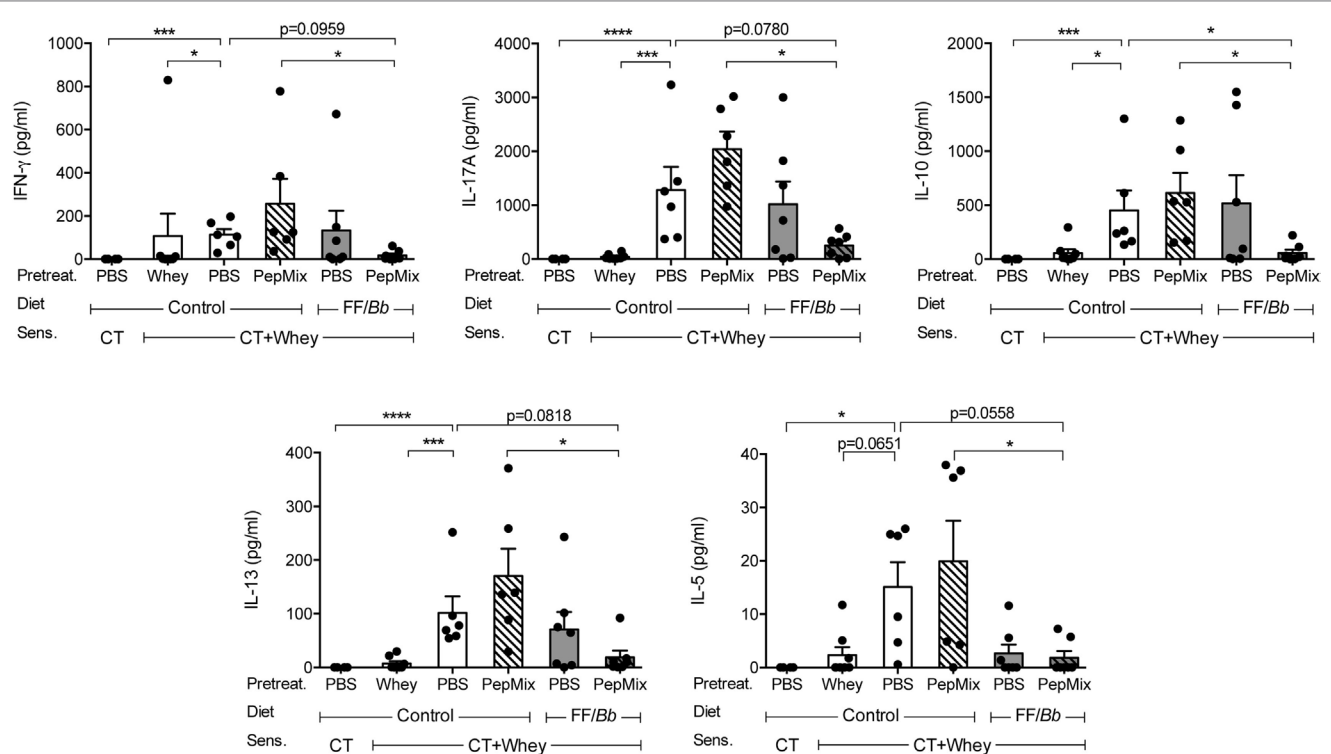 *** p=0.0959
* *
IFN-γ (pg/ml)
1000
800
600
400
200
0
Pretreat. PBS Whey PBS PepMix PBS PepMix
Diet Control FF/Bb
Sens. CT CT+Whey
**** p=0.0780
*** *
IL-17A (pg/ml)
4000
3000
2000
1000
0
PBS Whey PBS PepMix PBS PepMix
Control FF/Bb
CT CT+Whey
*** *
* *
IL-10 (pg/ml)
2000
1500
1000
500
0
Pretreat. PBS Whey PBS PepMix PBS PepMix
Diet Control FF/Bb
Sens. CT CT+Whey
**** p=0.0818
*** *
IL-13 (pg/ml)
400
300
200
100
0
Pretreat. PBS Whey PBS PepMix PBS PepMix
Diet Control FF/Bb
Sens. CT CT+Whey
* p=0.0558
p=0.0651 *
IL-5 (pg/ml)
40
30
20
10
0
Pretreat. PBS Whey PBS PepMix PBS PepMix
Diet Control FF/Bb
Sens. CT CT+Whey